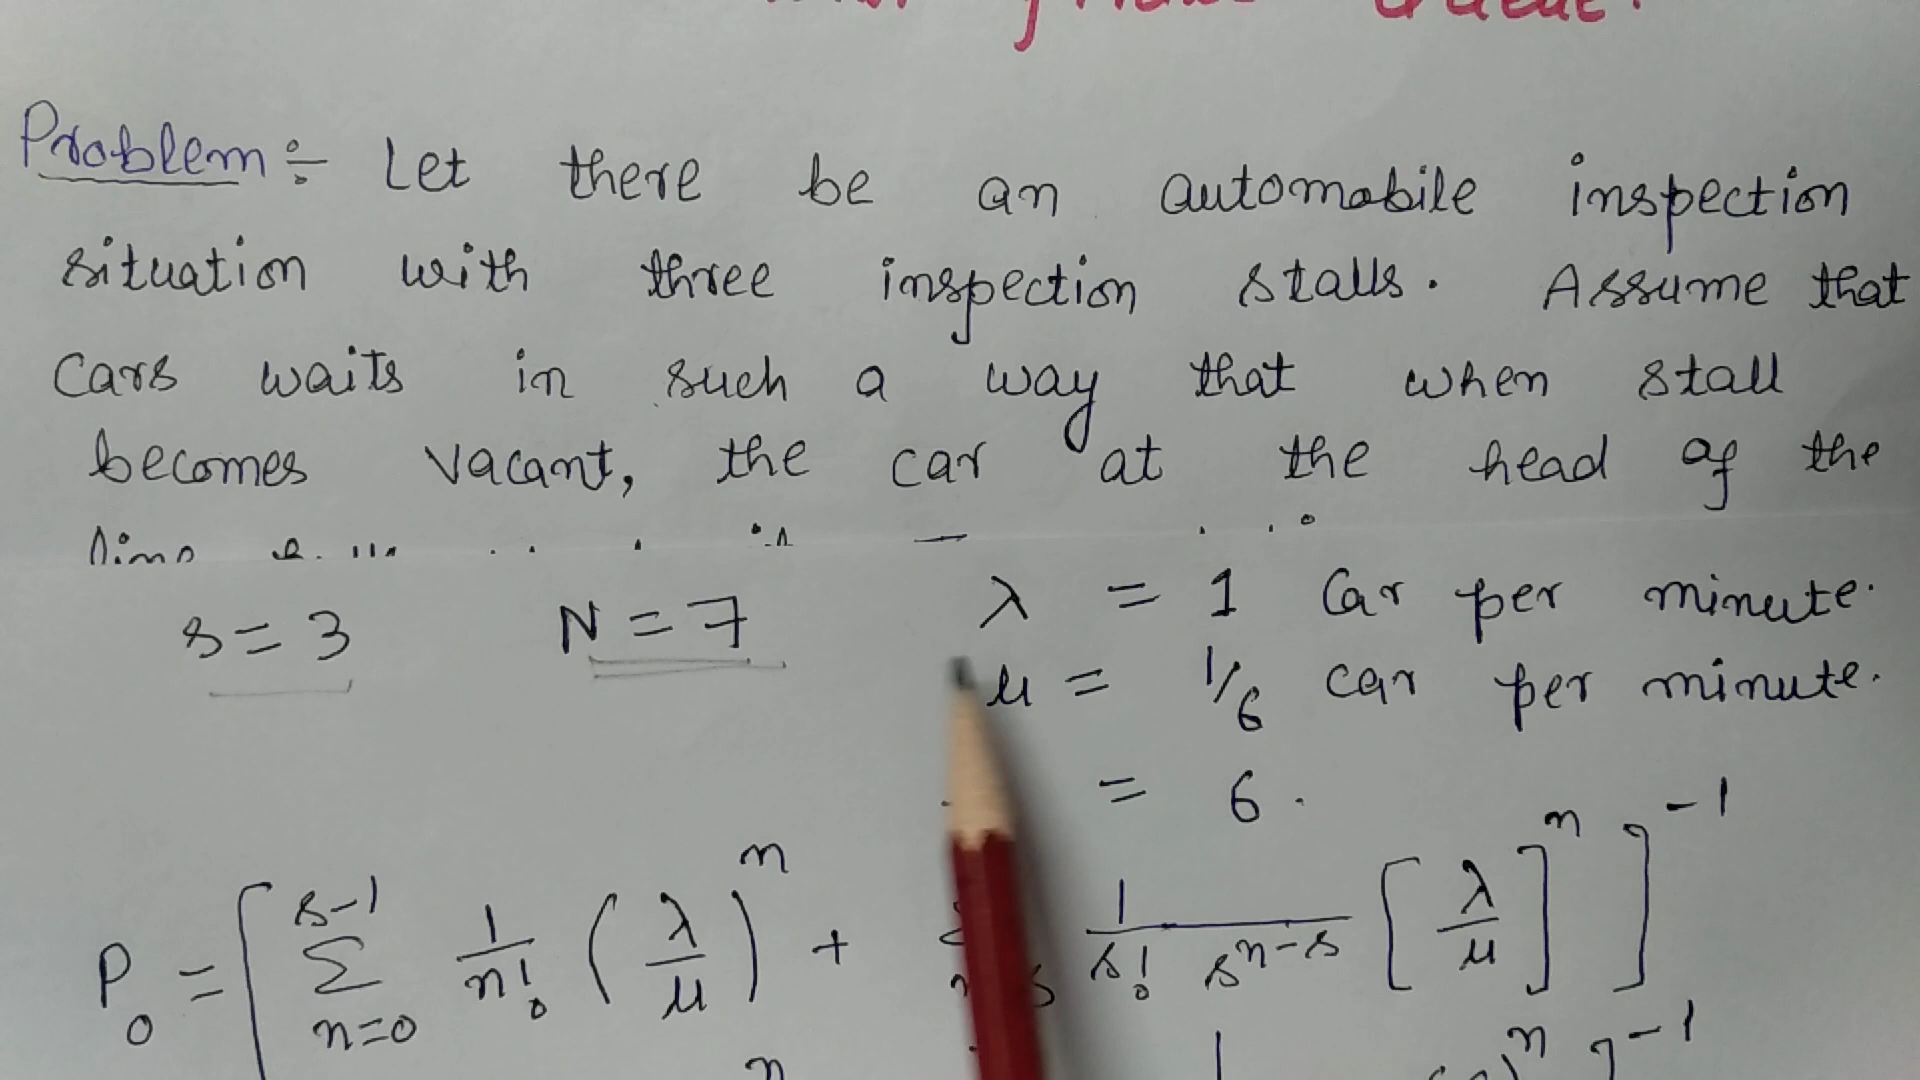 Problem :- Let there be an automobile inspection
situation with three inspection stalls. Assume that
cars waits in such a way that when stall
becomes vacant, the car at the head of the
s = 3 N = 7 λ = 1 Car per minute.
μ = 1/6 car per minute.
= 6.
P₀ = [ Σ_{n=0}^{s-1} 1/n! (λ/μ)^n + 1/(s! s^{n-s}) [λ/μ]^n ]^{-1}